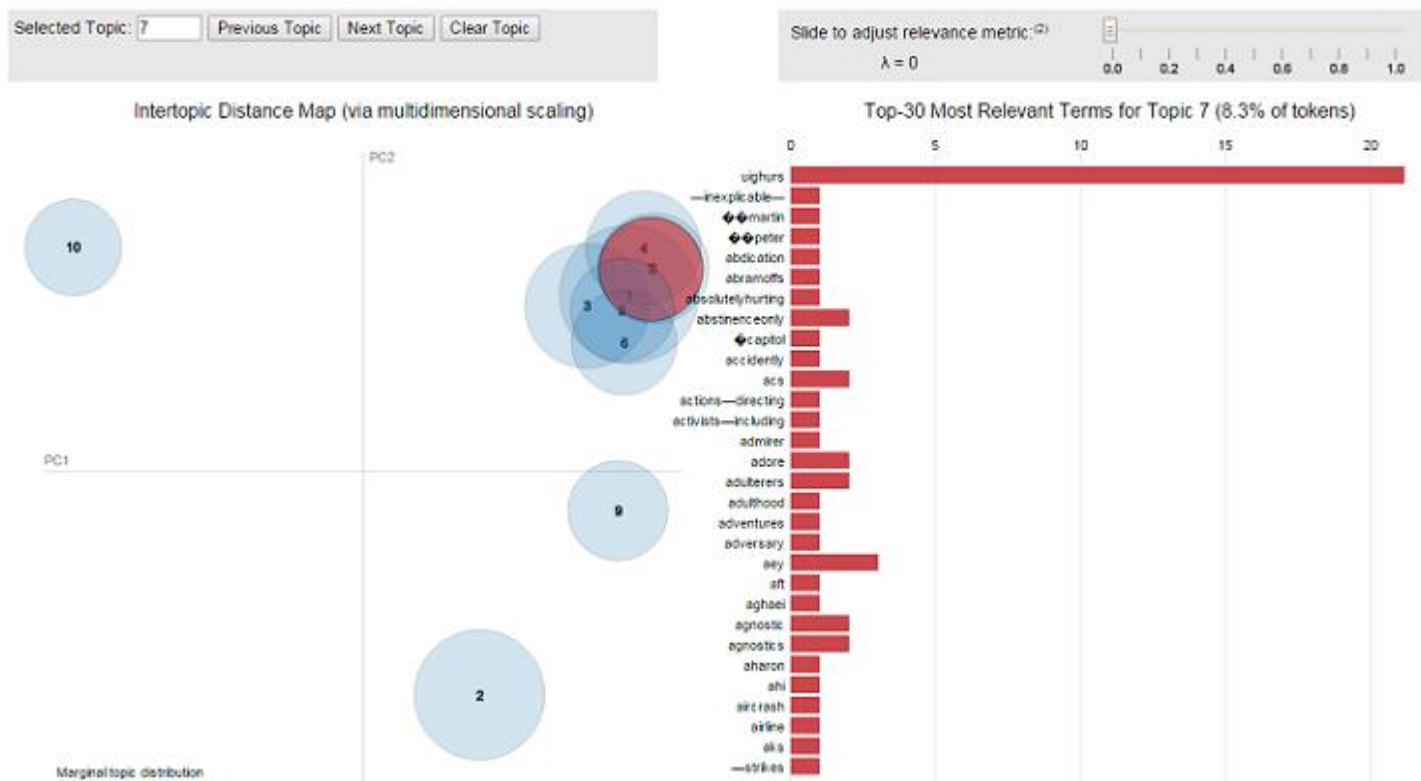 Selected Topic: 7 Previous Topic Next Topic Clear Topic
Slide to adjust relevance metric:(2)
λ = 0
0.0 0.2 0.4 0.6 0.8 1.0
Intertopic Distance Map (via multidimensional scaling)
PC2
PC1
10
4
5
1
3
6
9
2
Marginal topic distribution
Top-30 Most Relevant Terms for Topic 7 (8.3% of tokens)
0 5 10 15 20
uighurs
—inexplicable—
��martin
��peter
abdication
abramoffs
absolutelyhurting
abstinenceonly
�capitol
accidently
acs
actions—directing
activists—including
admirer
adore
adulterers
adulthood
adventures
adversary
aey
aft
aghaei
agnostic
agnostics
aharon
ahi
aircrash
airline
aks
—strikes